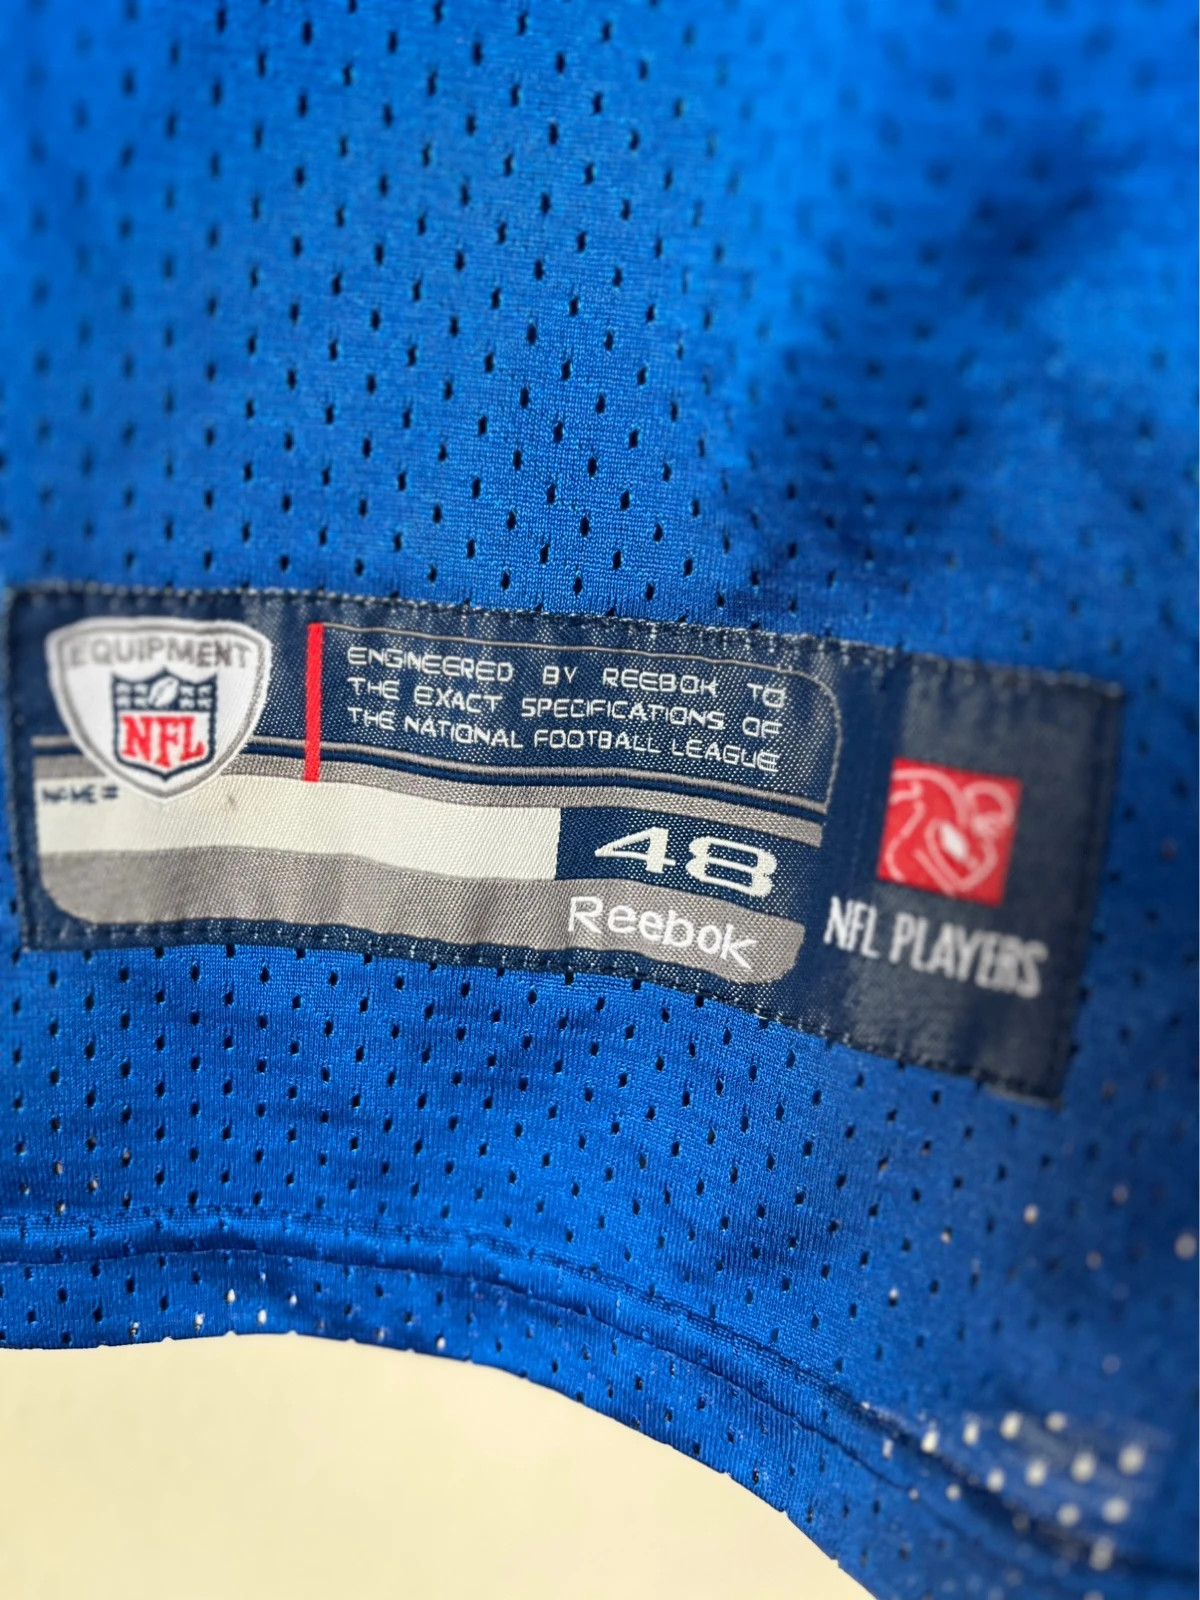 EQUIPMENT
NFL
ENGINEERED BY REEBOK TO
THE EXACT SPECIFICATIONS OF
THE NATIONAL FOOTBALL LEAGUE
NAME=
48
Reebok
NFL PLAYERS